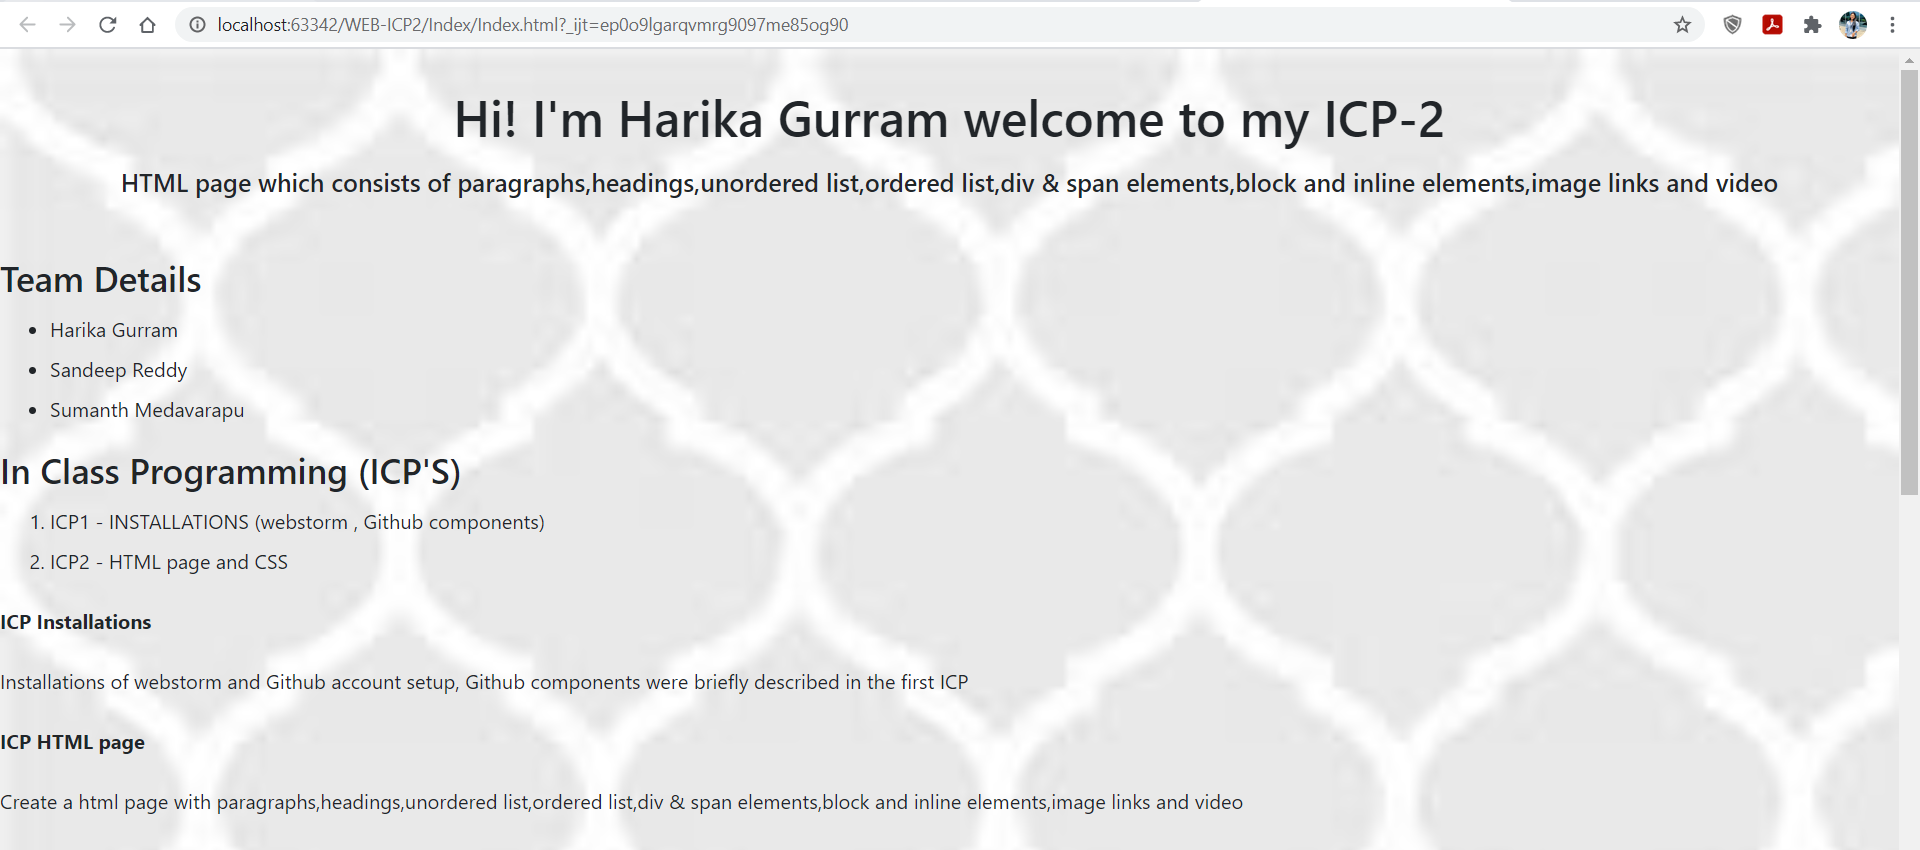 localhost:63342/WEB-ICP2/Index/Index.html?_ijt=ep0o9lgarqvmrg9097me85og90
Hi! I'm Harika Gurram welcome to my ICP-2
HTML page which consists of paragraphs,headings,unordered list,ordered list,div & span elements,block and inline elements,image links and video
Team Details
• Harika Gurram
• Sandeep Reddy
• Sumanth Medavarapu
In Class Programming (ICP'S)
1. ICP1 - INSTALLATIONS (webstorm , Github components)
2. ICP2 - HTML page and CSS
ICP Installations
Installations of webstorm and Github account setup, Github components were briefly described in the first ICP
ICP HTML page
Create a html page with paragraphs,headings,unordered list,ordered list,div & span elements,block and inline elements,image links and video